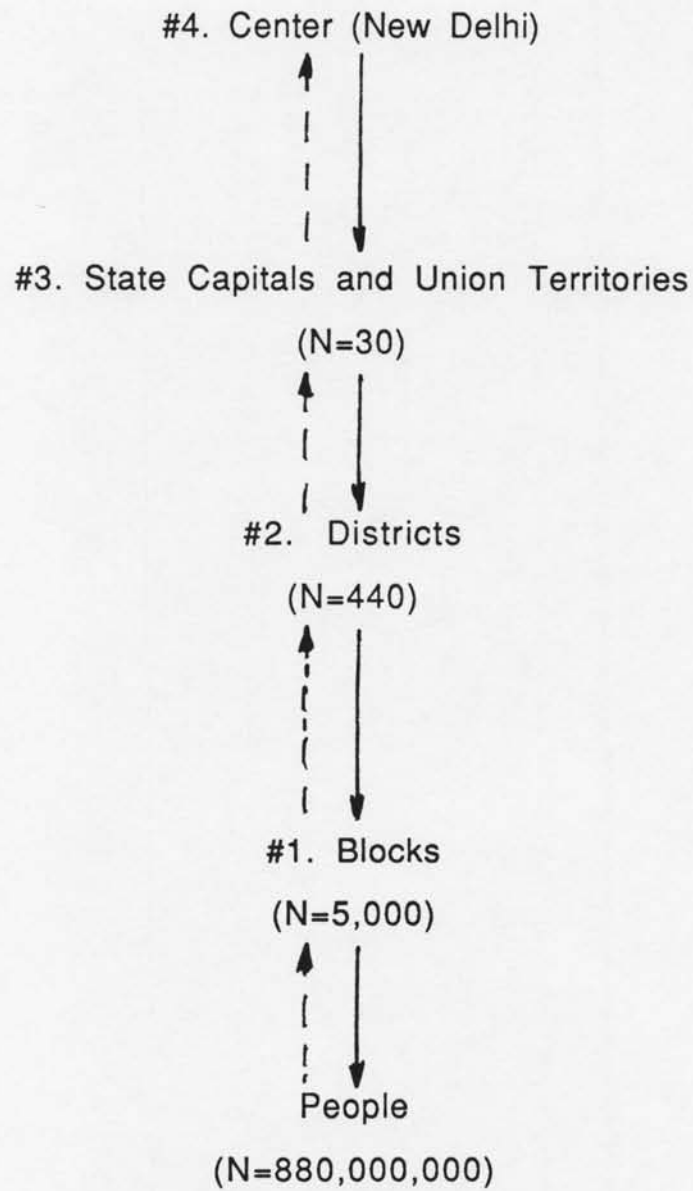 #4. Center (New Delhi)
#3. State Capitals and Union Territories
(N=30)
#2. Districts
(N=440)
#1. Blocks
(N=5,000)
People
(N=880,000,000)